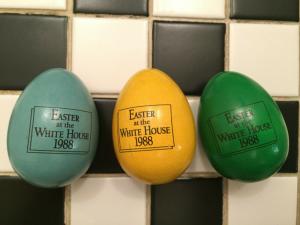 EASTER
at the
WHITE HOUSE
1988
EASTER
at the
WHITE HOUSE
1988
EASTER
at the
WHITE HOUSE
1988